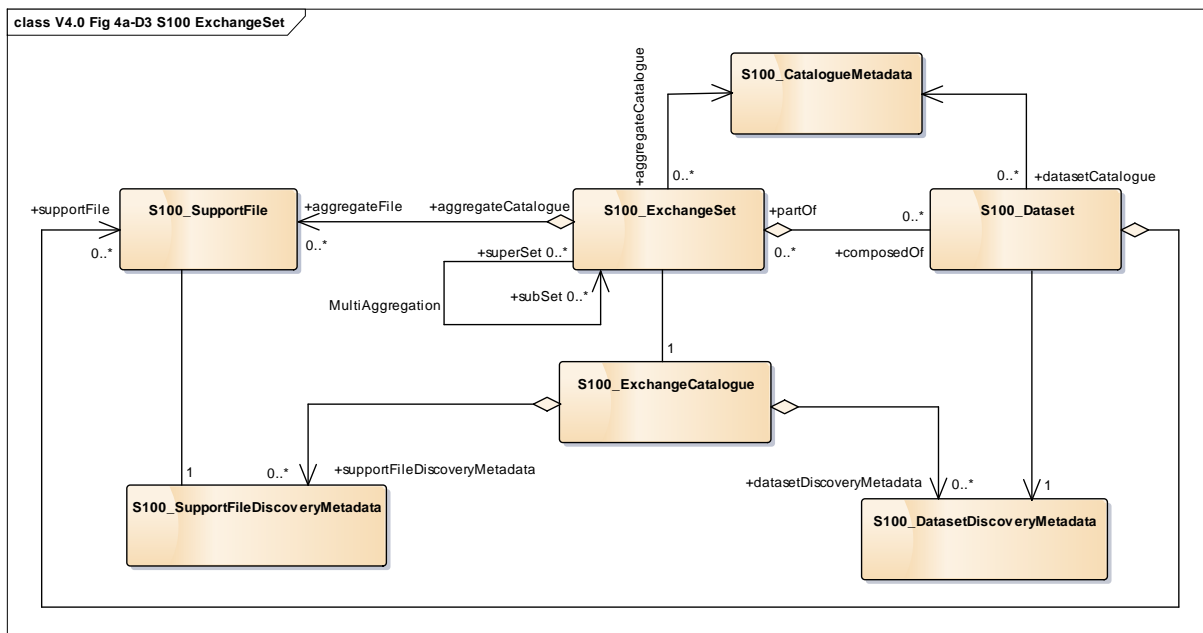 class V4.0 Fig 4a-D3 S100 ExchangeSet
S100_CatalogueMetadata
+aggregateCatalogue
0..*
0..*
+datasetCatalogue
+supportFile
0..*
S100_SupportFile
+aggregateFile
0..*
+aggregateCatalogue
S100_ExchangeSet
+partOf
0..*
0..*
+composedOf
S100_Dataset
+superSet 0..*
+subSet 0..*
MultiAggregation
1
S100_ExchangeCatalogue
1
0..*
+supportFileDiscoveryMetadata
+datasetDiscoveryMetadata
0..*
1
S100_SupportFileDiscoveryMetadata
S100_DatasetDiscoveryMetadata